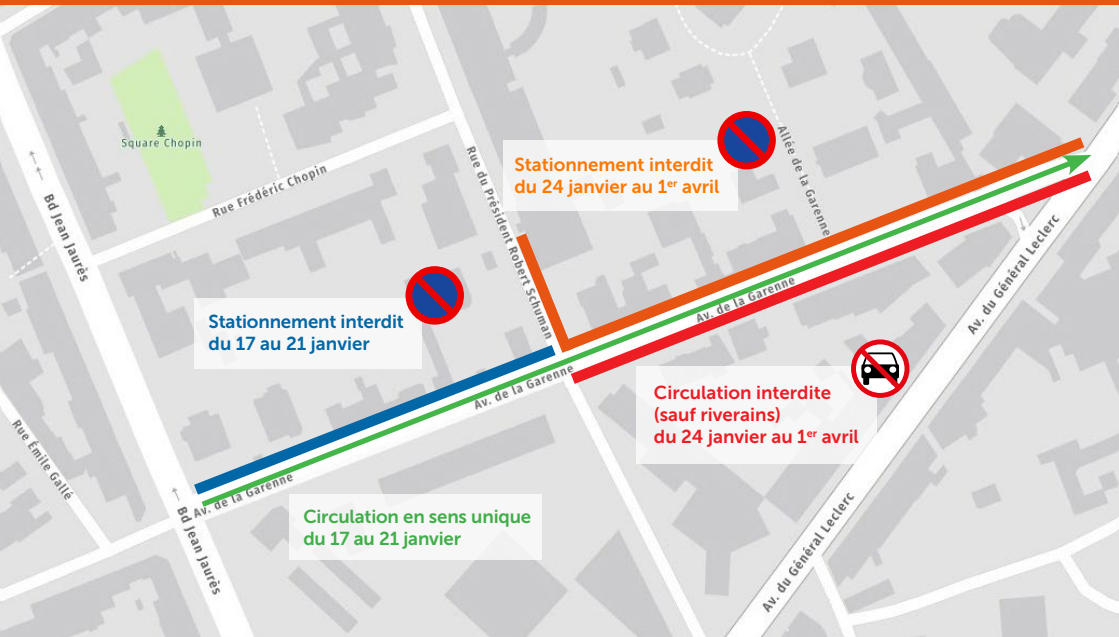 Square Chopin
Rue Frédéric Chopin
Bd Jean Jaurès
Rue du Président Robert Schuman
Stationnement interdit
du 24 janvier au 1er avril
Allée de la Garenne
Stationnement interdit
du 17 au 21 janvier
Av. de la Garenne
Av. du Général Leclerc
Av. de la Garenne
Circulation interdite
(sauf riverains)
du 24 janvier au 1er avril
Rue Émile Gallé
Av. de la Garenne
Bd Jean Jaurès
Circulation en sens unique
du 17 au 21 janvier
Av. du Général Leclerc